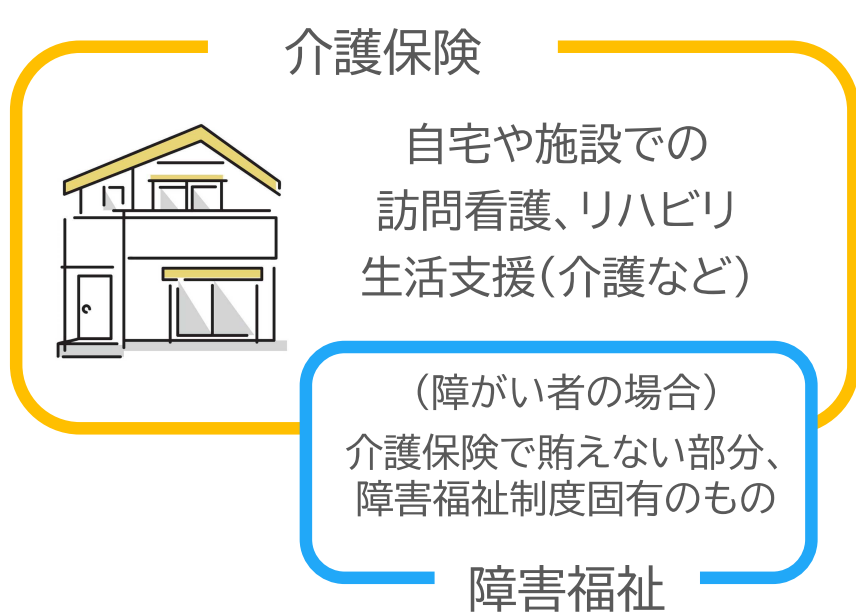 介護保険
自宅や施設での
訪問看護、リハビリ
生活支援（介護など）
（障がい者の場合）
介護保険で賄えない部分、
障害福祉制度固有のもの
障害福祉